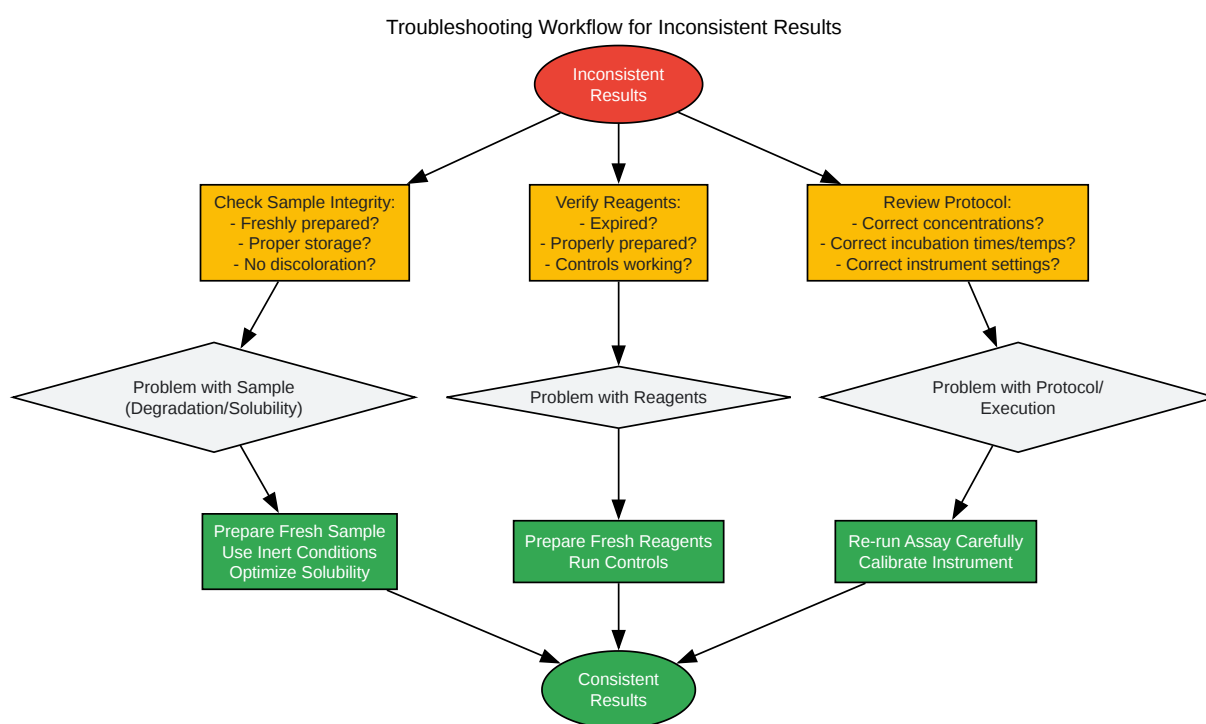 Troubleshooting Workflow for Inconsistent Results
Inconsistent
Results
Check Sample Integrity:
- Freshly prepared?
- Proper storage?
- No discoloration?
Verify Reagents:
- Expired?
- Properly prepared?
- Controls working?
Review Protocol:
- Correct concentrations?
- Correct incubation times/temps?
- Correct instrument settings?
Problem with Sample
(Degradation/Solubility)
Problem with Reagents
Problem with Protocol/
Execution
Prepare Fresh Sample
Use Inert Conditions
Optimize Solubility
Prepare Fresh Reagents
Run Controls
Re-run Assay Carefully
Calibrate Instrument
Consistent
Results